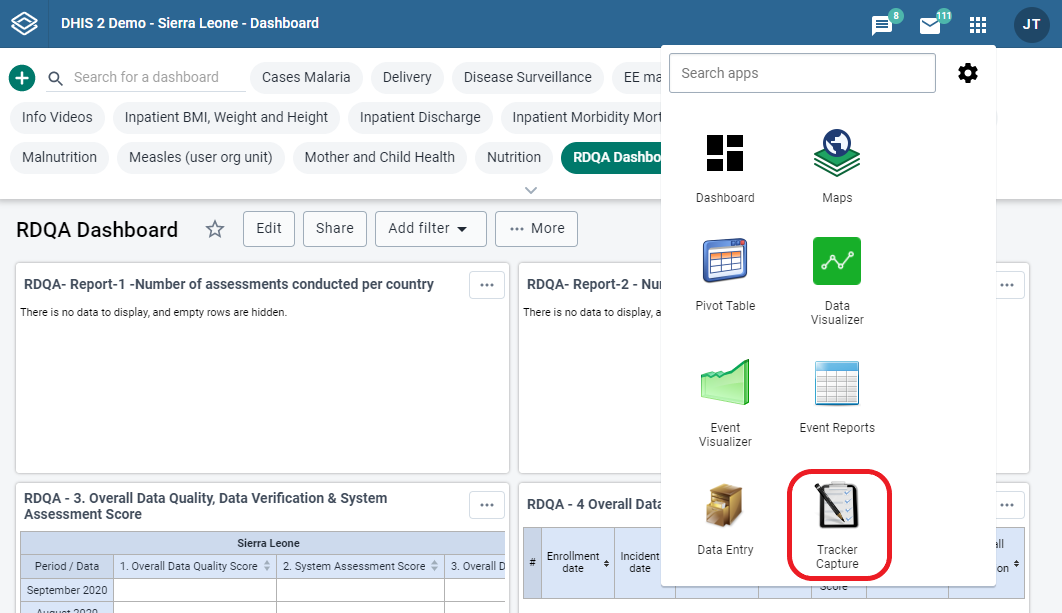 DHIS 2 Demo - Sierra Leone - Dashboard
8
111
JT
Search for a dashboard
Cases Malaria
Delivery
Disease Surveillance
EE ma
Info Videos
Inpatient BMI, Weight and Height
Inpatient Discharge
Inpatient Morbidity Mort
Malnutrition
Measles (user org unit)
Mother and Child Health
Nutrition
RDQA Dashbo
Search apps
Dashboard
Maps
Pivot Table
Data
Visualizer
Event
Visualizer
Event Reports
Data Entry
Tracker
Capture
RDQA Dashboard
Edit
Share
Add filter
More
RDQA- Report-1 -Number of assessments conducted per country
There is no data to display, and empty rows are hidden.
RDQA- Report-2 - Nu
There is no data to display, a
RDQA - 3. Overall Data Quality, Data Verification & System
Assessment Score
Sierra Leone
Period / Data
1. Overall Data Quality Score
2. System Assessment Score
3. Overall D
September 2020
August 2020
RDQA - 4 Overall Data
#
Enrollment
date
Incident
date
Score
all
on